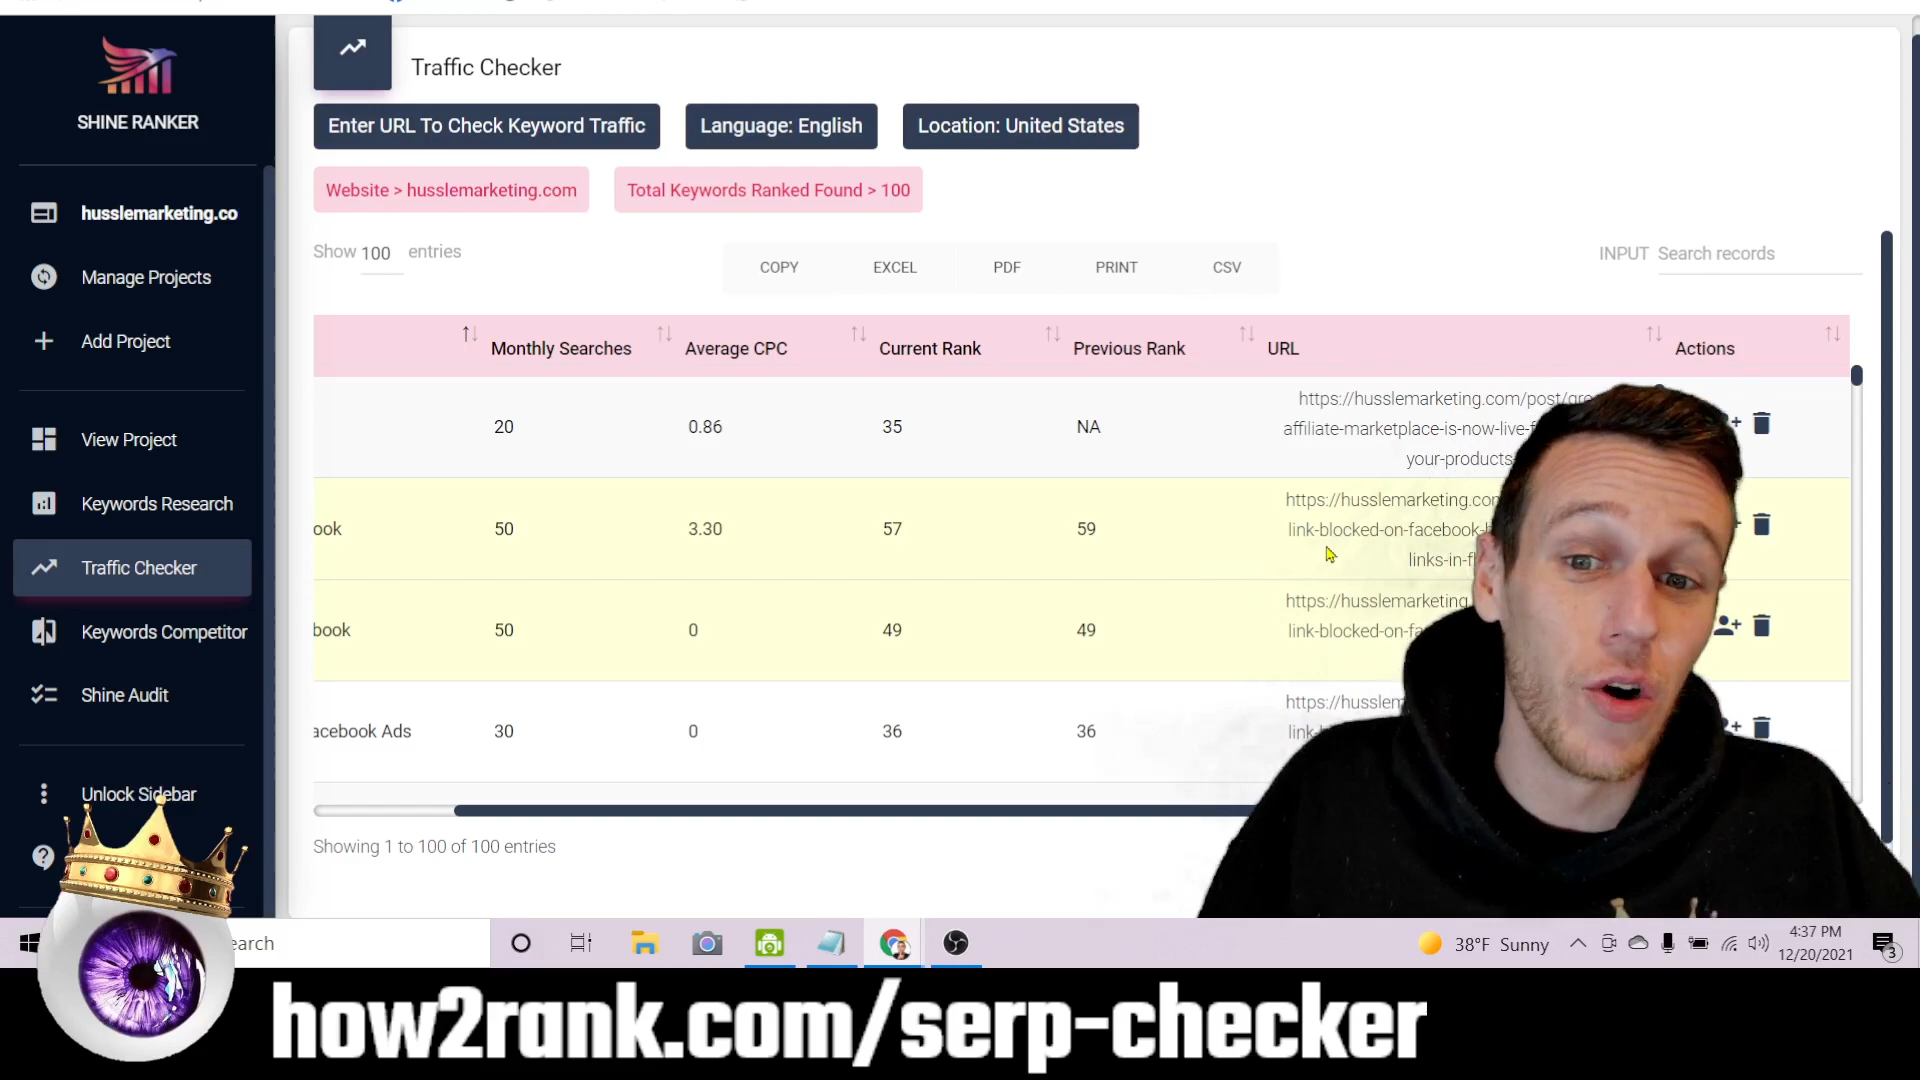 SHINE RANKER
husslemarketing.co
Manage Projects
Add Project
View Project
Keywords Research
Traffic Checker
Keywords Competitor
Shine Audit
Unlock Sidebar
Traffic Checker
Enter URL To Check Keyword Traffic
Language: English
Location: United States
Website > husslemarketing.com
Total Keywords Ranked Found > 100
Show 100 entries
COPY EXCEL PDF PRINT CSV
INPUT Search records
Monthly Searches Average CPC Current Rank Previous Rank URL Actions
20 0.86 35 NA
https://husslemarketing.com/post/gro
affiliate-marketplace-is-now-live-f
your-products
ook 50 3.30 57 59
https://husslemarketing.com
link-blocked-on-facebook-
links-in-f
book 50 0 49 49
https://husslemarketing
link-blocked-on-fa
acebook Ads 30 0 36 36
https://husslem
link-
Showing 1 to 100 of 100 entries
earch
38°F Sunny
4:37 PM
12/20/2021
3
how2rank.com/serp-checker